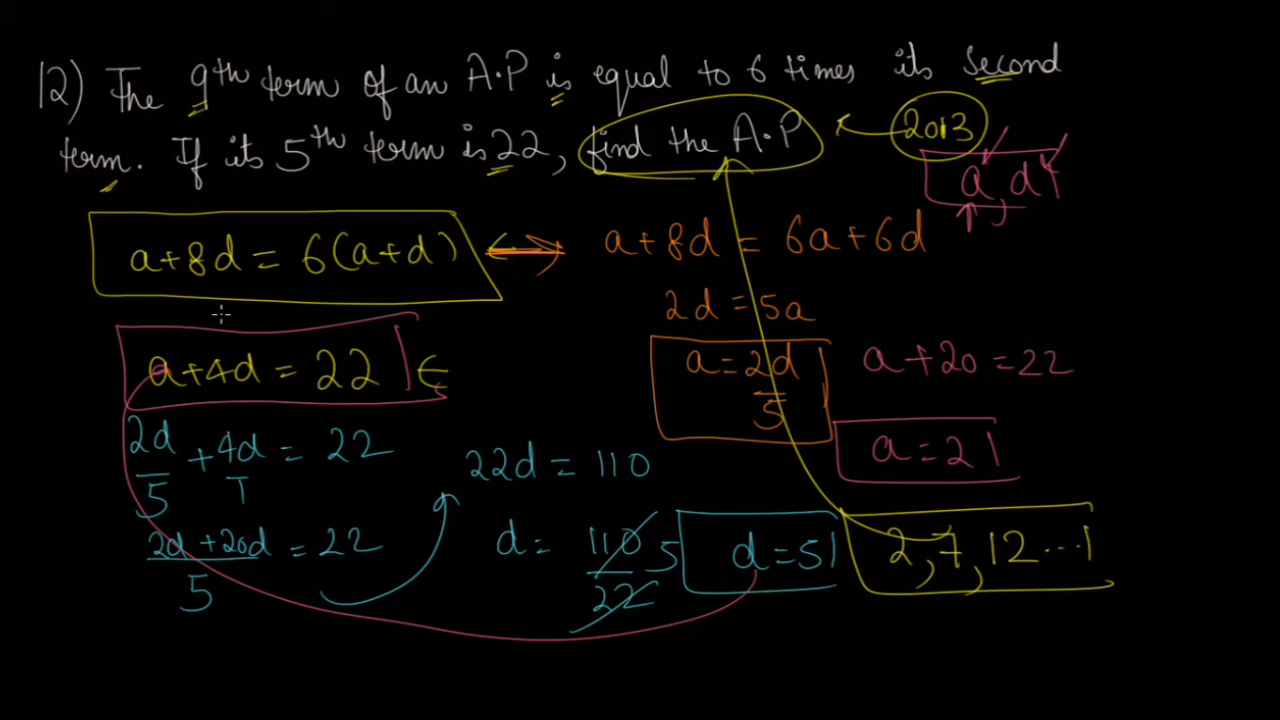 12) The 9th term of an A.P is equal to 6 times its second
term. If its 5th term is 22, find the A.P
2013
a, d
a+8d = 6(a+d)
a+8d = 6a+6d
2d = 5a
a+4d = 22
a = 2d/5
a+20 = 22
a = 2
2d/5 + 4d/1 = 22
22d = 110
2d+20d/5 = 22
d = 110/22 5
d = 5
2, 7, 12...